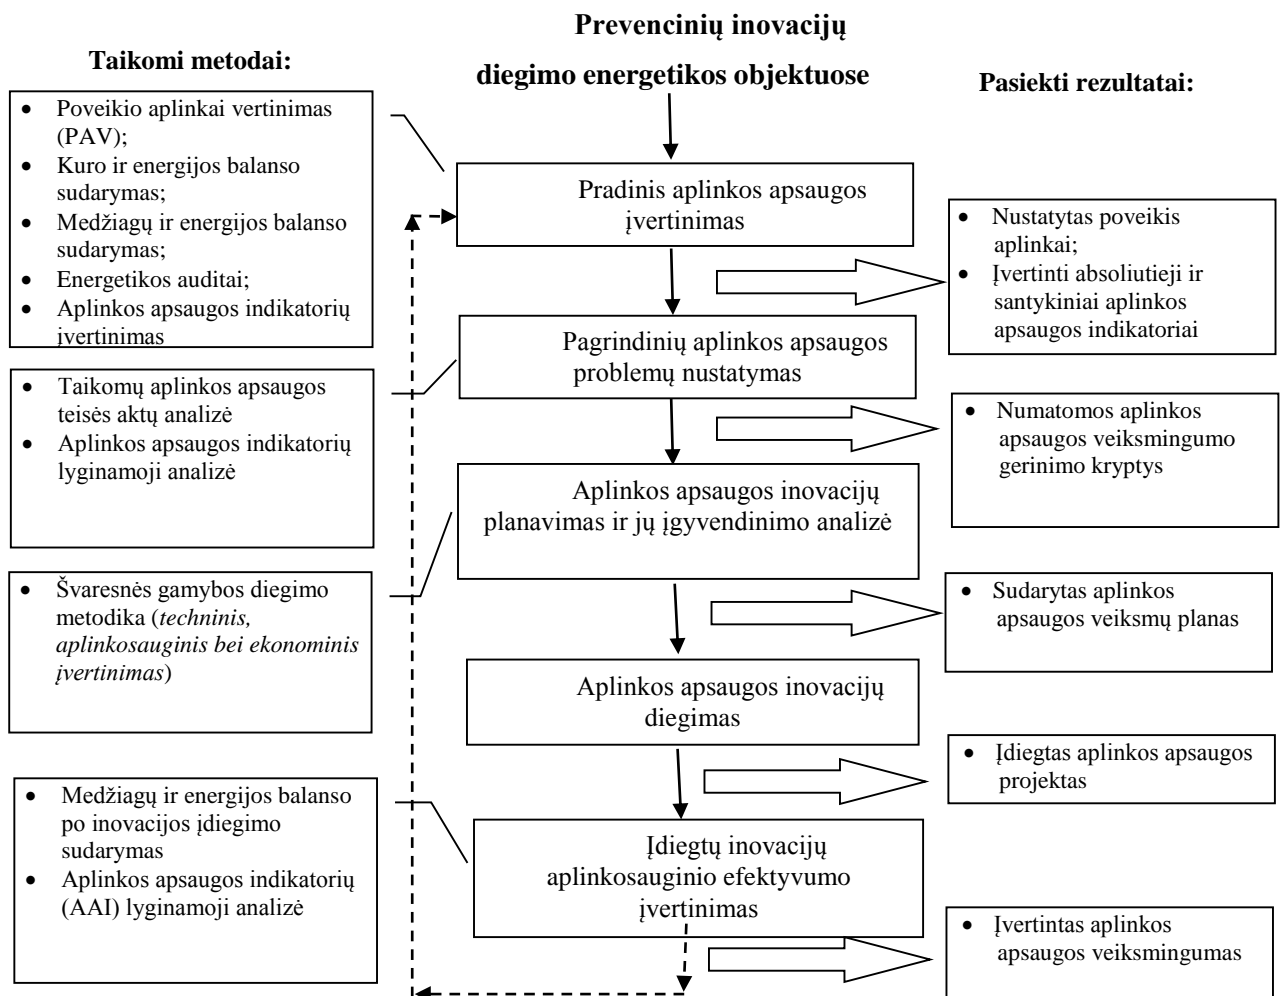 Prevencinių inovacijų
diegimo energetikos objektuose
Taikomi metodai:
• Poveikio aplinkai vertinimas
(PAV);
• Kuro ir energijos balanso
sudarymas;
• Medžiagų ir energijos balanso
sudarymas;
• Energetikos auditai;
• Aplinkos apsaugos indikatorių
įvertinimas
• Taikomų aplinkos apsaugos
teisės aktų analizė
• Aplinkos apsaugos indikatorių
lyginamoji analizė
• Švaresnės gamybos diegimo
metodika (techninis,
aplinkosauginis bei ekonominis
įvertinimas)
• Medžiagų ir energijos balanso
po inovacijos įdiegimo
sudarymas
• Aplinkos apsaugos indikatorių
(AAI) lyginamoji analizė
Pradinis aplinkos apsaugos
įvertinimas
Pagrindinių aplinkos apsaugos
problemų nustatymas
Aplinkos apsaugos inovacijų
planavimas ir jų įgyvendinimo analizė
Aplinkos apsaugos inovacijų
diegimas
Įdiegtų inovacijų
aplinkosauginio efektyvumo
įvertinimas
Pasiekti rezultatai:
• Nustatytas poveikis
aplinkai;
• Įvertinti absoliutieji ir
santykiniai aplinkos
apsaugos indikatoriai
• Numatomos aplinkos
apsaugos veiksmingumo
gerinimo kryptys
• Sudarytas aplinkos
apsaugos veiksmų planas
• Įdiegtas aplinkos apsaugos
projektas
• Įvertintas aplinkos
apsaugos veiksmingumas